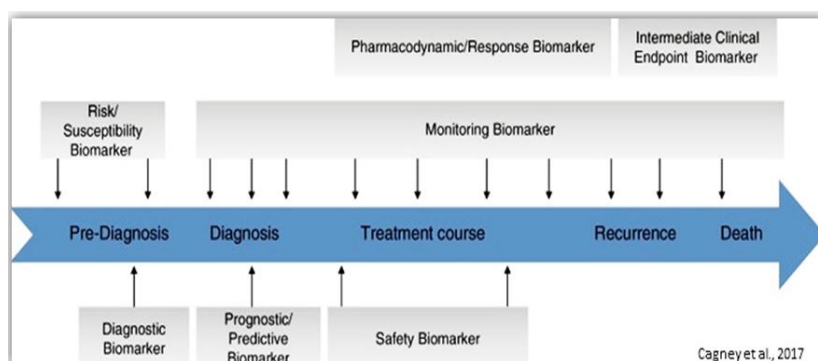 Pharmacodynamic/Response Biomarker
Intermediate Clinical
Endpoint Biomarker
Risk/
Susceptibility
Biomarker
Monitoring Biomarker
Pre-Diagnosis
Diagnosis
Treatment course
Recurrence
Death
Diagnostic
Biomarker
Prognostic/
Predictive
Biomarker
Safety Biomarker
Cagney et al., 2017